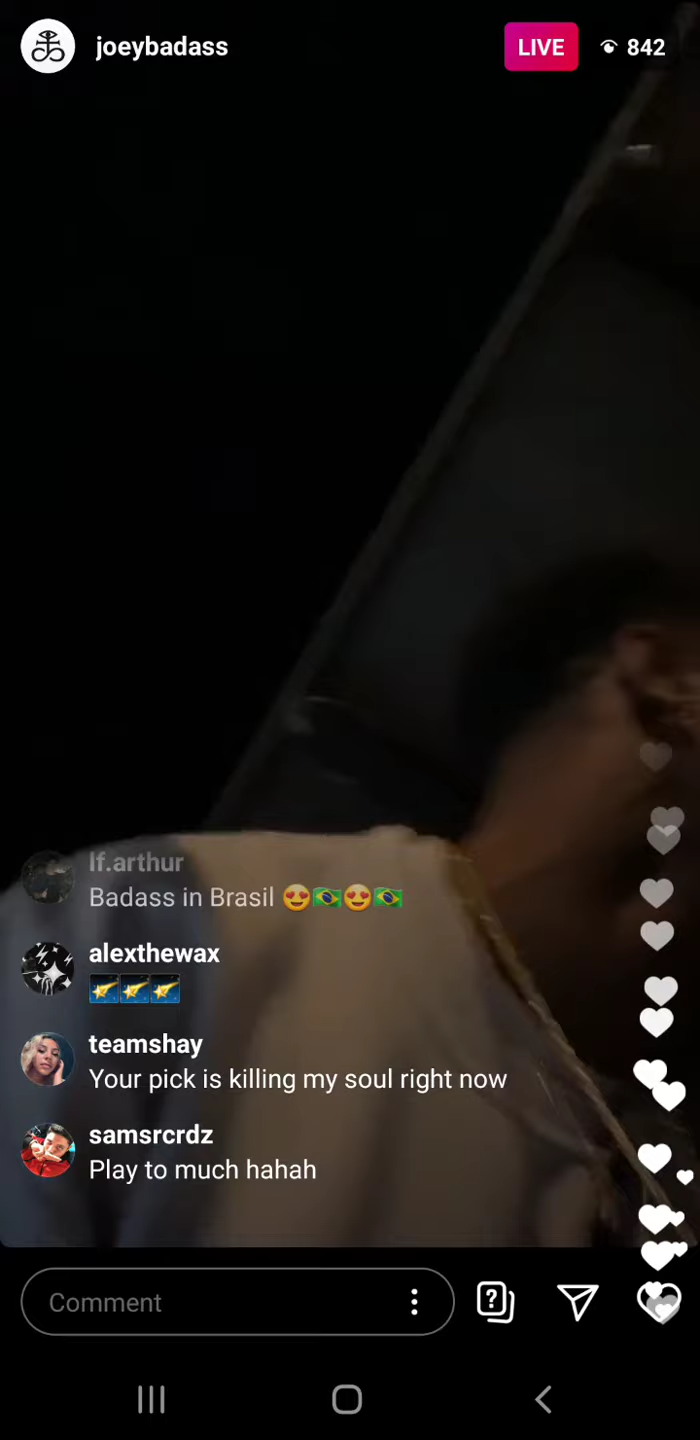 joeybadass
LIVE
842
lf.arthur
Badass in Brasil 😍🇧🇷😍🇧🇷
alexthewax
🌠🌠🌠
teamshay
Your pick is killing my soul right now
samsrcrdz
Play to much hahah
Comment